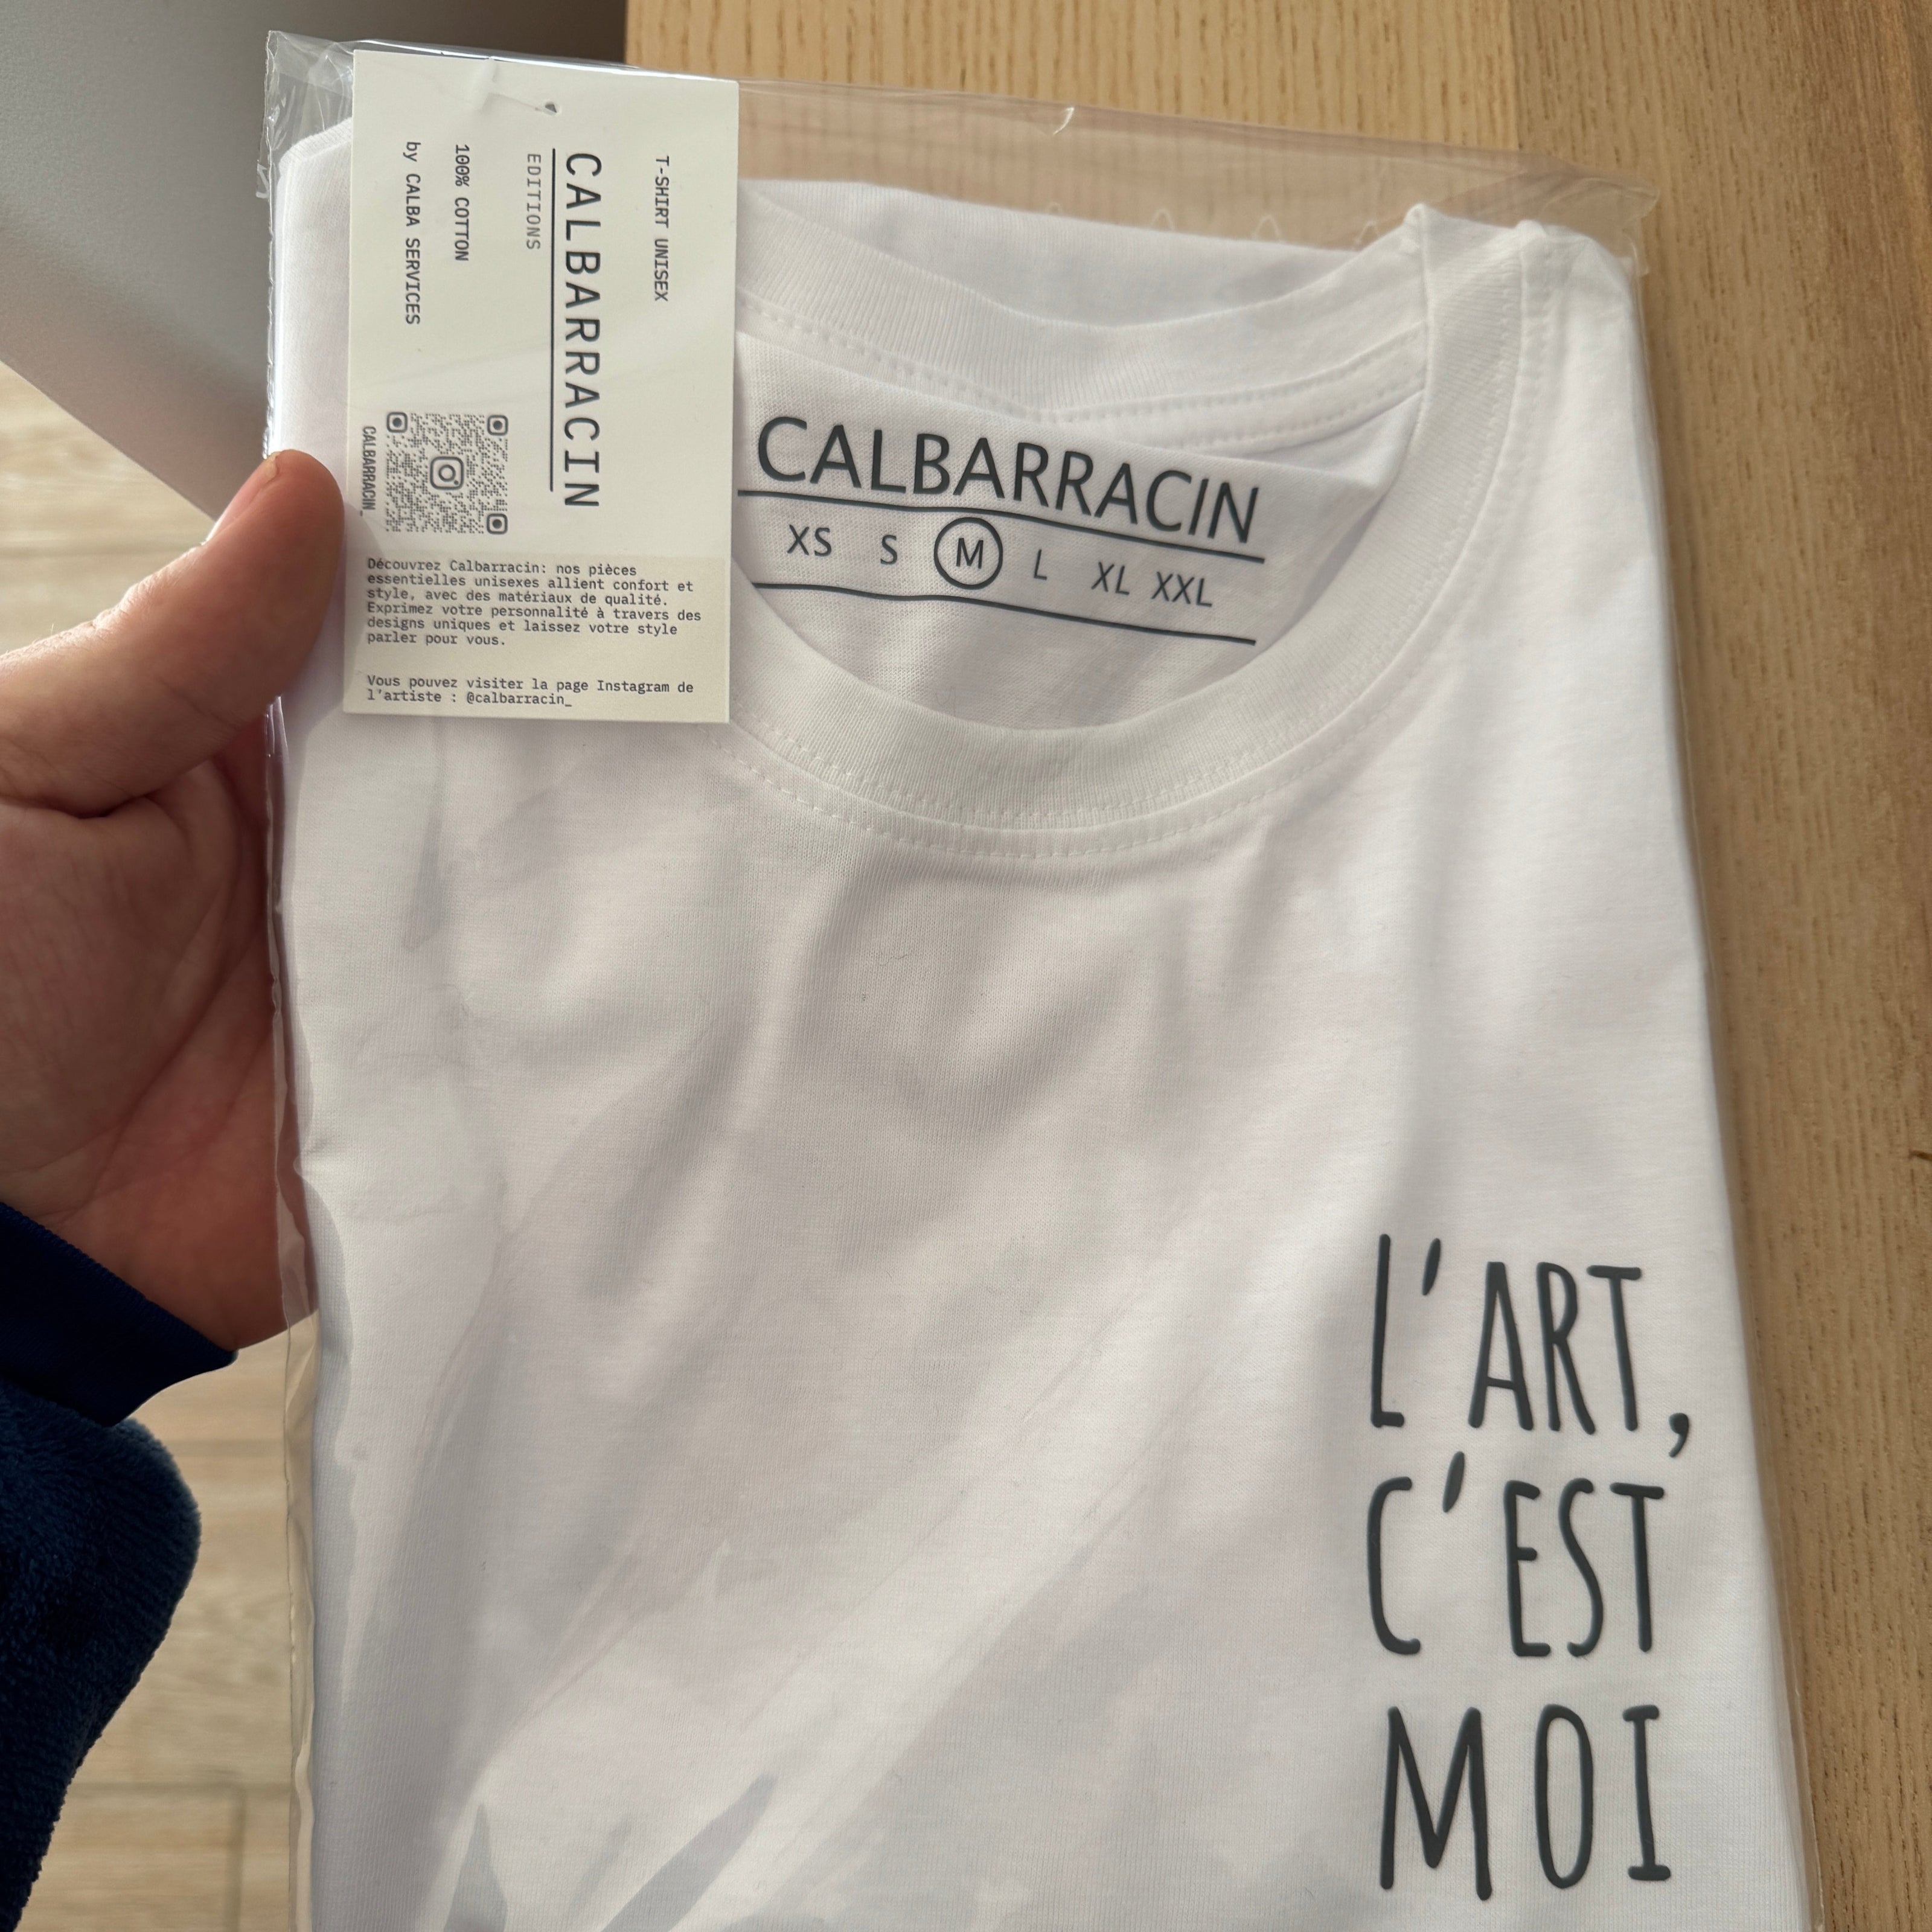 T-SHIRT UNISEX
CALBARRACIN
EDITIONS
100% COTTON
by CALBA SERVICES
CALBARRACIN_
Découvrez Calbarracin: nos pièces
essentielles unisexes allient confort et
style, avec des matériaux de qualité.
Exprimez votre personnalité à travers des
designs uniques et laissez votre style
parler pour vous.
Vous pouvez visiter la page Instagram de
l'artiste : @calbarracin_
CALBARRACIN
XS S M L XL XXL
L'ART,
C'EST
MOI